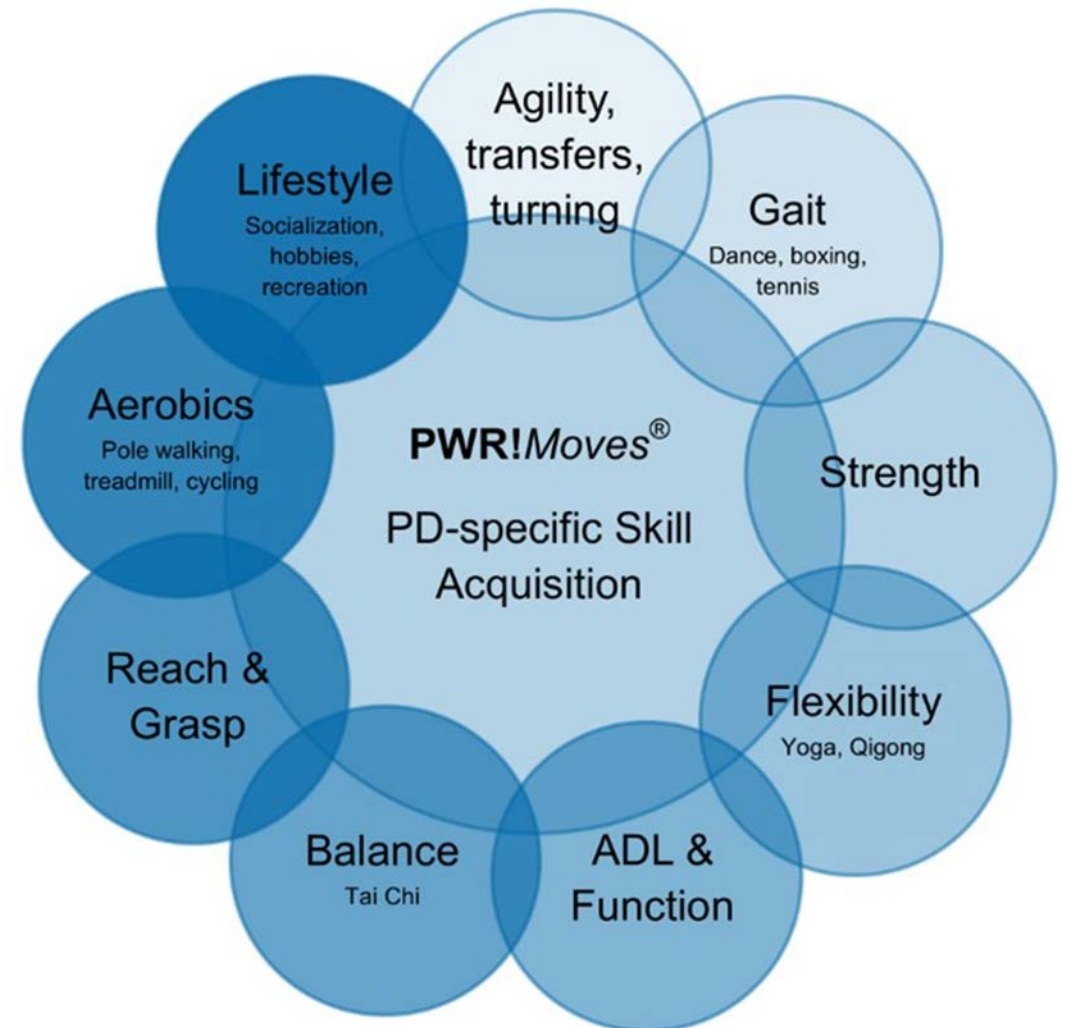 Agility,
transfers,
turning
Gait
Dance, boxing,
tennis
Strength
Flexibility
Yoga, Qigong
ADL &
Function
Balance
Tai Chi
Reach &
Grasp
Aerobics
Pole walking,
treadmill, cycling
Lifestyle
Socialization,
hobbies,
recreation
PWR!Moves®
PD-specific Skill
Acquisition